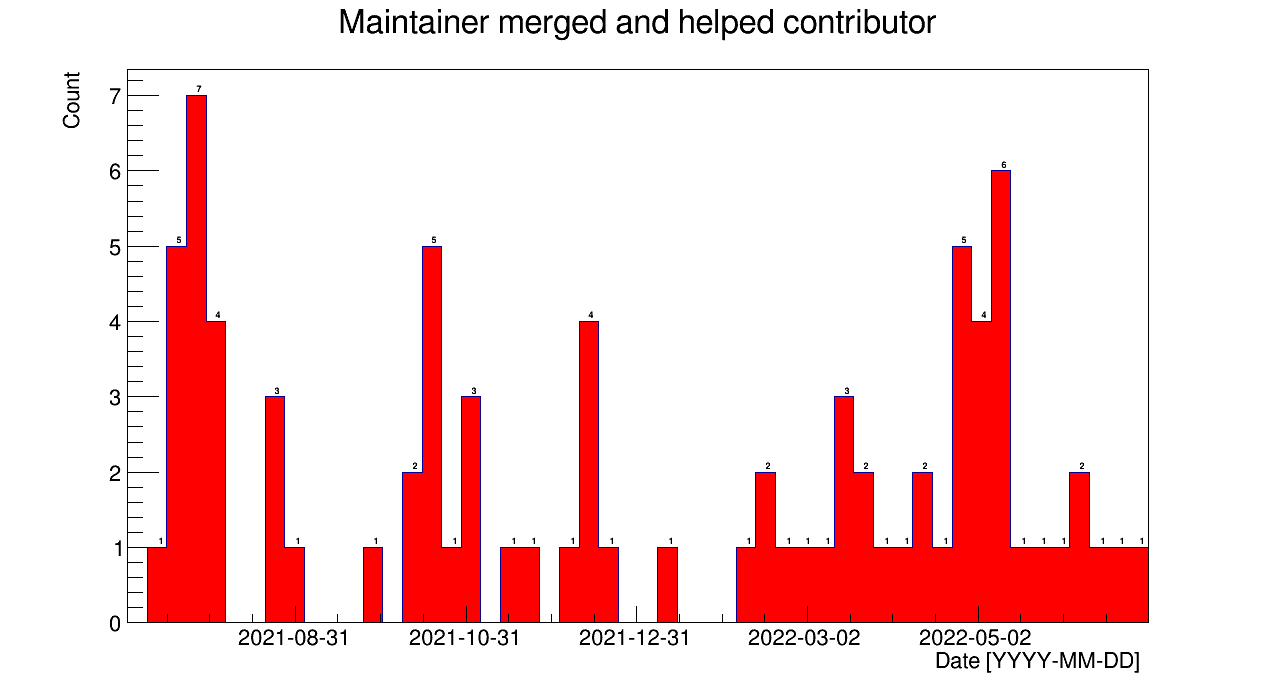 Maintainer merged and helped contributor
Count
7
6
5
4
3
2
1
0
1 5 7 4 3 1 1 2 5 1 3 1 1 1 4 1 1 1 2 1 1 1 3 2 1 1 2 1 5 4 6 1 1 1 2 1 1 1
2021-08-31 2021-10-31 2021-12-31 2022-03-02 2022-05-02
Date [YYYY-MM-DD]